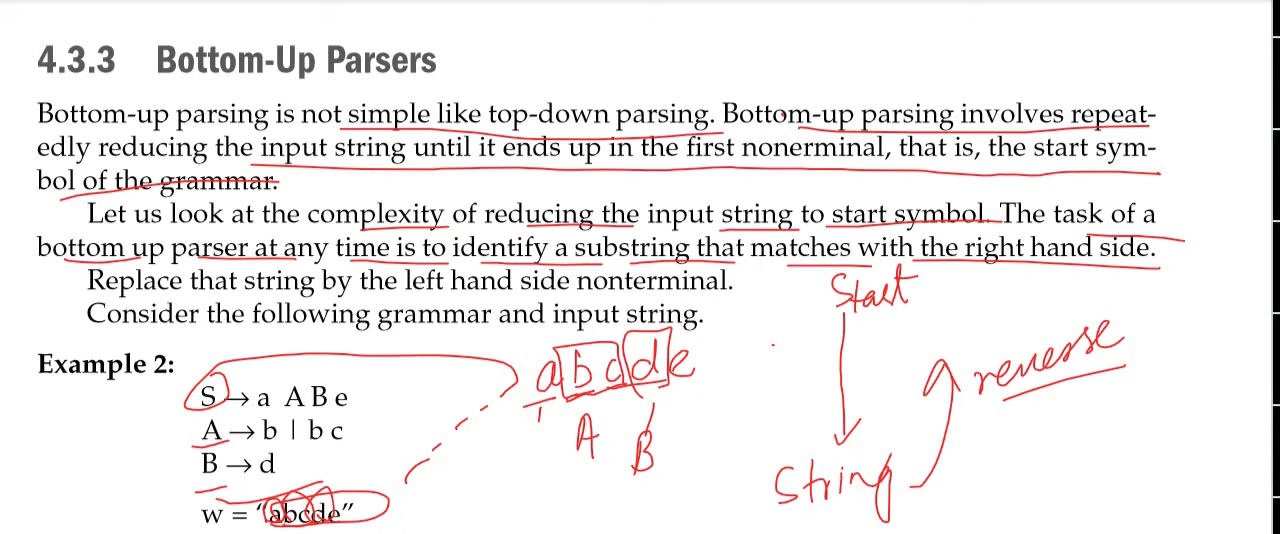 4.3.3 Bottom-Up Parsers
Bottom-up parsing is not simple like top-down parsing. Bottom-up parsing involves repeat-
edly reducing the input string until it ends up in the first nonerminal, that is, the start sym-
bol of the grammar.
Let us look at the complexity of reducing the input string to start symbol. The task of a
bottom up parser at any time is to identify a substring that matches with the right hand side.
Replace that string by the left hand side nonterminal.
Start
Consider the following grammar and input string.
reverse
Example 2:
S → a A B e
A → b | b c
A B
B → d
String
w = "abcde"